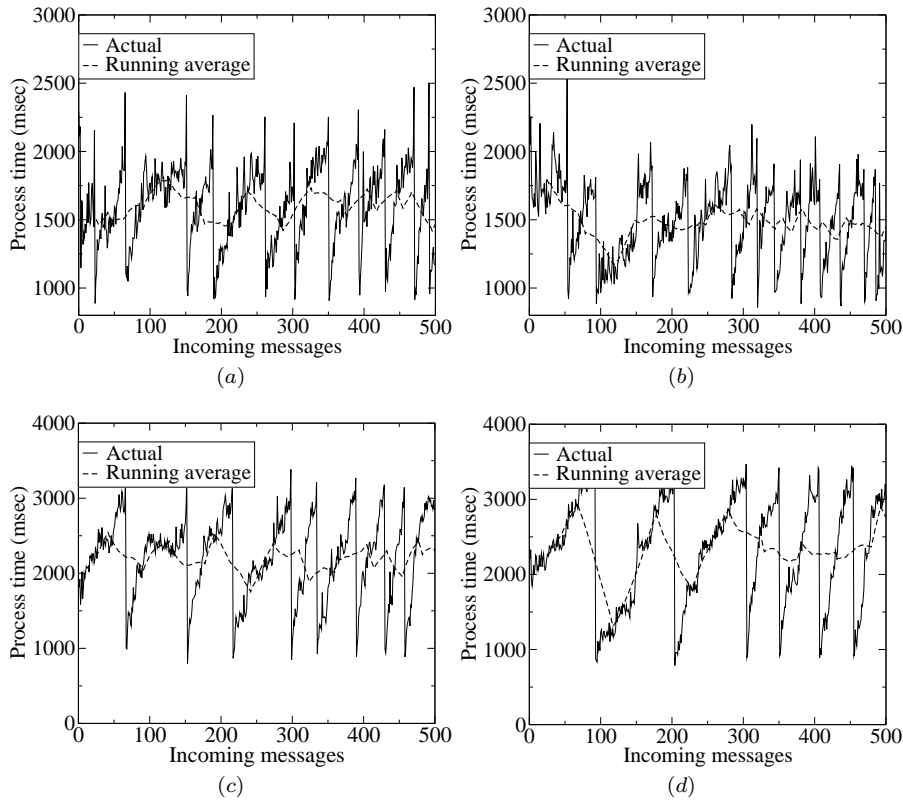 3000
2500
2000
1500
1000
Process time (msec)
Actual
Running average
0 100 200 300 400 500
Incoming messages
(a)
3000
2500
2000
1500
1000
Process time (msec)
Actual
Running average
0 100 200 300 400 500
Incoming messages
(b)
4000
3000
2000
1000
0
Process time (msec)
Actual
Running average
0 100 200 300 400 500
Incoming messages
(c)
4000
3000
2000
1000
0
Process time (msec)
Actual
Running average
0 100 200 300 400 500
Incoming messages
(d)